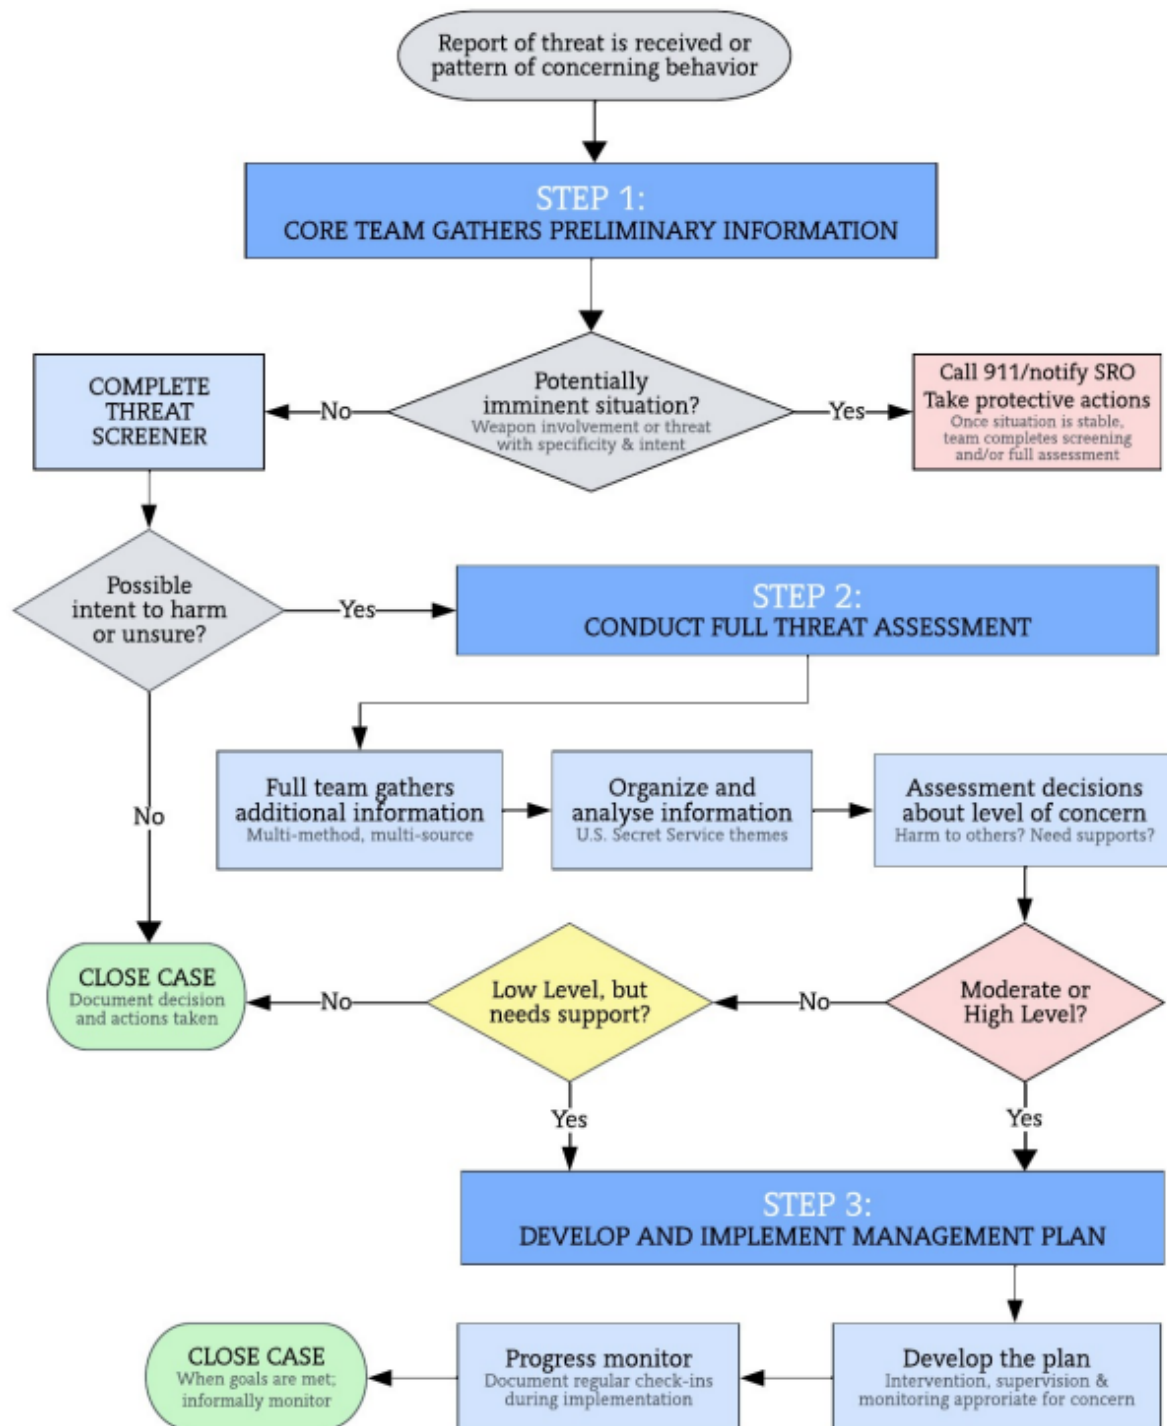 Report of threat is received or
pattern of concerning behavior
STEP 1:
CORE TEAM GATHERS PRELIMINARY INFORMATION
COMPLETE
THREAT
SCREENER
No
Potentially
imminent situation?
Weapon involvement or threat
with specificity & intent
Yes
Call 911/notify SRO
Take protective actions
Once situation is stable,
team completes screening
and/or full assessment
Possible
intent to harm
or unsure?
Yes
STEP 2:
CONDUCT FULL THREAT ASSESSMENT
Full team gathers
additional information
Multi-method, multi-source
Organize and
analyse information
U.S. Secret Service themes
Assessment decisions
about level of concern
Harm to others? Need supports?
No
CLOSE CASE
Document decision
and actions taken
No
Low Level, but
needs support?
No
Moderate or
High Level?
Yes
Yes
STEP 3:
DEVELOP AND IMPLEMENT MANAGEMENT PLAN
CLOSE CASE
When goals are met;
informally monitor
Progress monitor
Document regular check-ins
during implementation
Develop the plan
Intervention, supervision &
monitoring approriate for concern